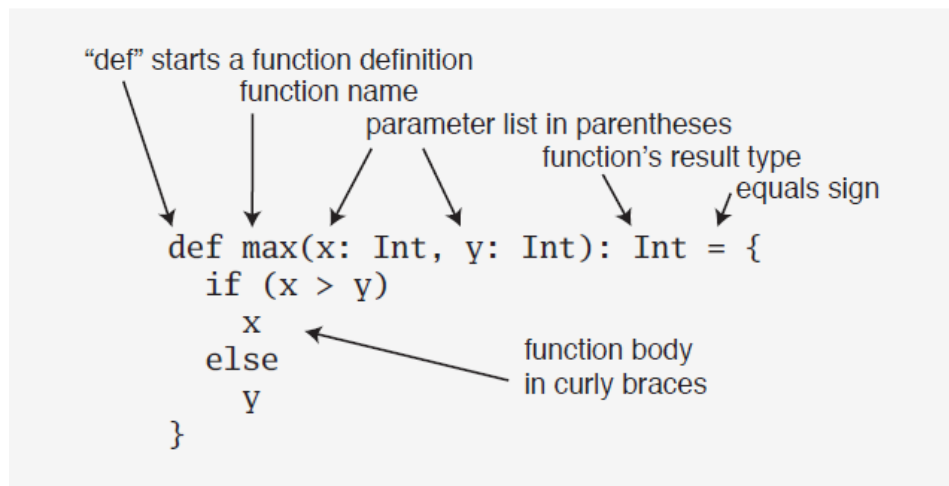 “def” starts a function definition
function name
parameter list in parentheses
function’s result type
equals sign
def max(x: Int, y: Int): Int = {
if (x > y)
x
else
y
}
function body
in curly braces